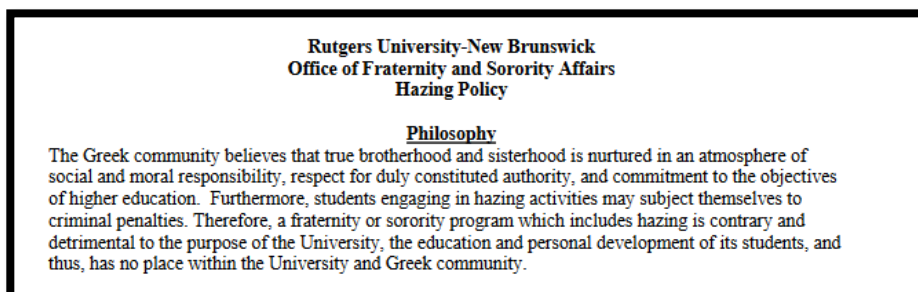 Rutgers University-New Brunswick
Office of Fraternity and Sorority Affairs
Hazing Policy
Philosophy
The Greek community believes that true brotherhood and sisterhood is nurtured in an atmosphere of
social and moral responsibility, respect for duly constituted authority, and commitment to the objectives
of higher education.  Furthermore, students engaging in hazing activities may subject themselves to
criminal penalties. Therefore, a fraternity or sorority program which includes hazing is contrary and
detrimental to the purpose of the University, the education and personal development of its students, and
thus, has no place within the University and Greek community.